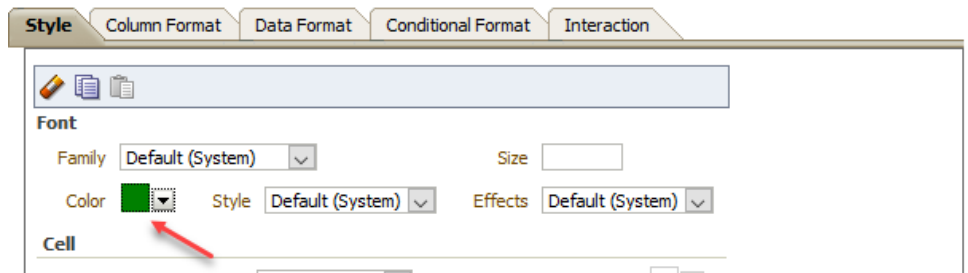 Style Column Format Data Format Conditional Format Interaction
Font
Family Default (System) Size
Color Style Default (System) Effects Default (System)
Cell